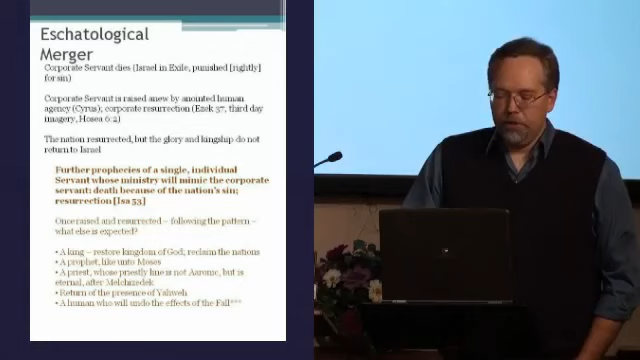 Eschatological
Merger
Corporate Servant dies (Israel in Exile, punished [rightly]
for sin)
Corporate Servant is raised anew by anointed human
agency (Cyrus); corporate resurrection (Ezek 37, third day
imagery, Hosea 6:2)
The nation resurrected, but the glory and kingship do not
return to Israel
Further prophecies of a single, individual
Servant whose ministry will mimic the corporate
servant: death because of the nation's sin;
resurrection [Isa 53]
Once raised and resurrected – following the pattern –
what else is expected?
• A king – restore kingdom of God; reclaim the nations
• A prophet, like unto Moses
• A priest, whose priestly line is not Aaronic, but is
eternal, after Melchizedek
• Return of the presence of Yahweh
• A human who will undo the effects of the Fall***